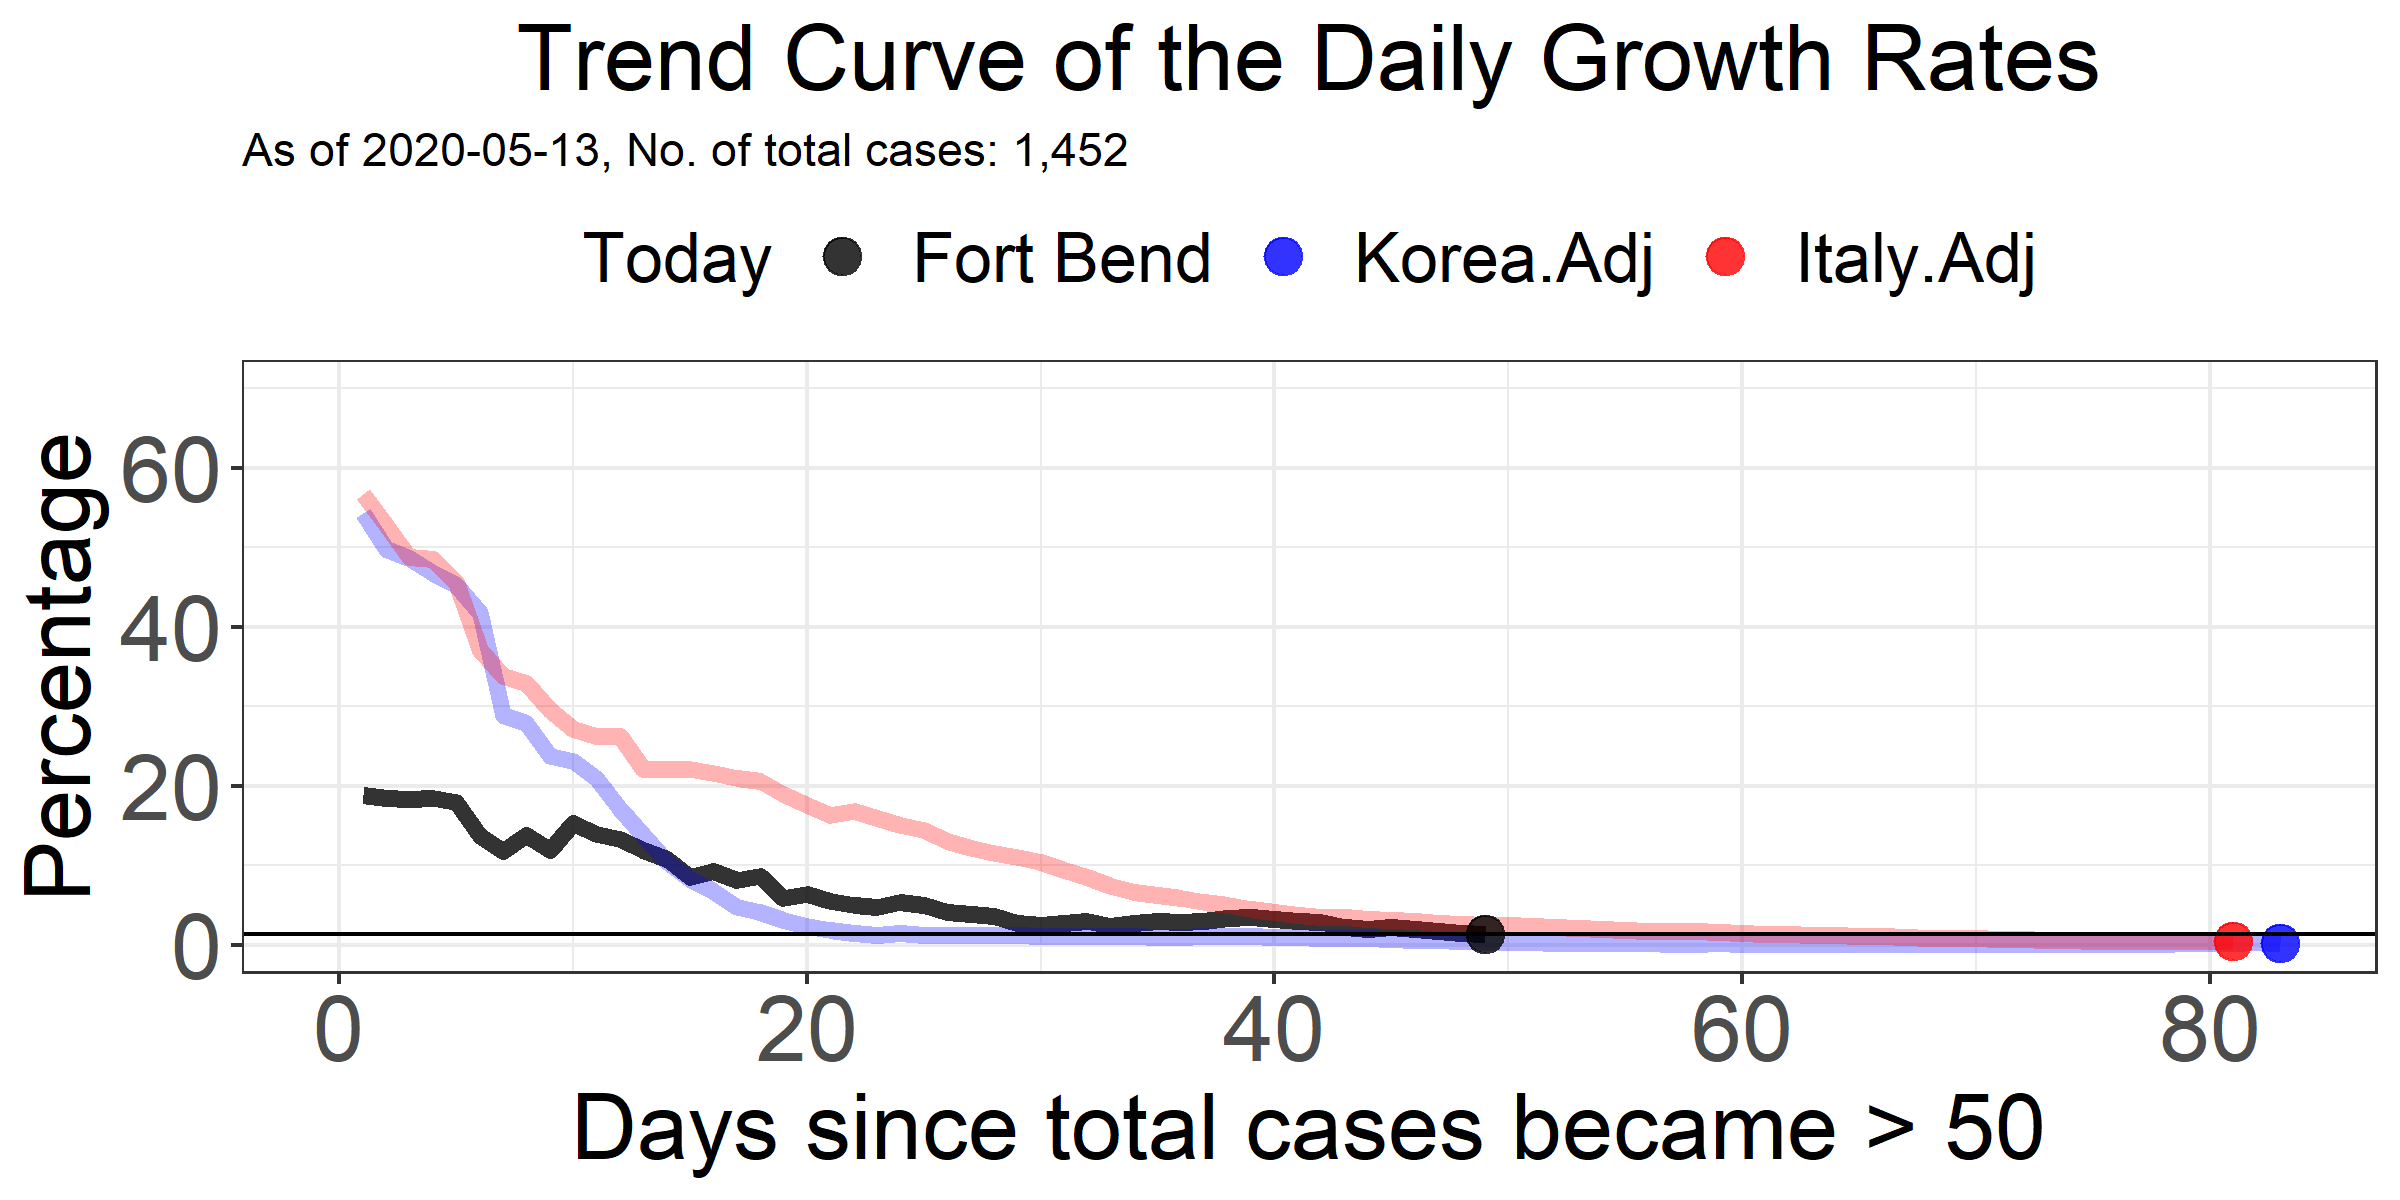 Trend Curve of the Daily Growth Rates
As of 2020-05-13, No. of total cases: 1,452
Today Fort Bend Korea.Adj Italy.Adj
Percentage
60
40
20
0
0 20 40 60 80
Days since total cases became > 50